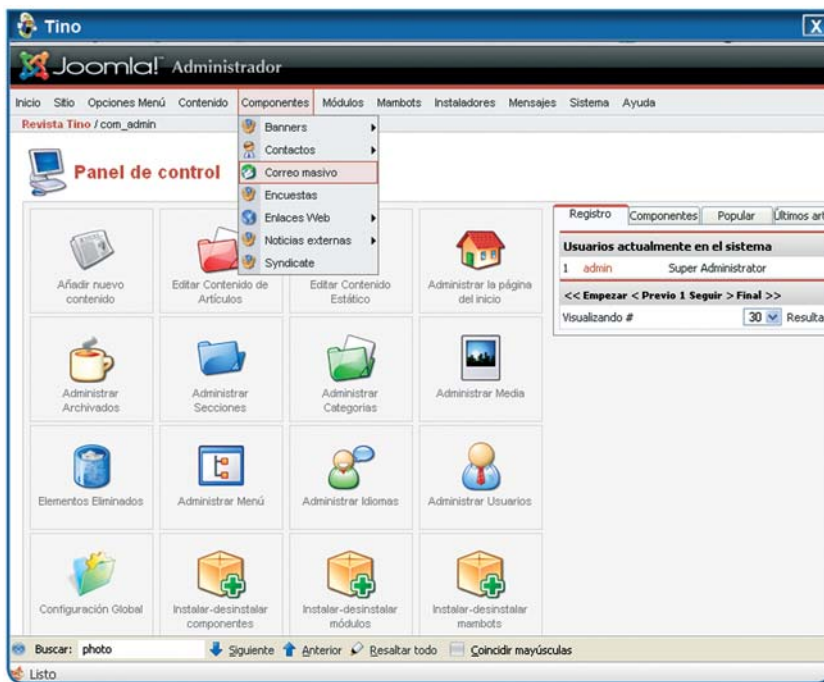 Tino
X
Joomla! Administrador
Inicio Sitio Opciones Menú Contenido Componentes Módulos Mambots Instaladores Mensajes Sistema Ayuda
Revista Tino / com_admin
Banners
Contactos
Correo masivo
Encuestas
Enlaces Web
Noticias externas
Syndicate
Panel de control
Añadir nuevo
contenido
Editar Contenido de
Artículos
Editar Contenido
Estático
Administrar la página
del inicio
Administrar
Archivados
Administrar
Secciones
Administrar
Categorias
Administrar Media
Elementos Eliminados
Administrar Menú
Administrar Idiomas
Administrar Usuarios
Configuración Global
Instalar-desinstalar
componentes
Instalar-desinstalar
módulos
Instalar-desinstalar
mambots
Registro Componentes Popular Últimos art
Usuarios actualmente en el sistema
1 admin Super Administrator
<< Empezar < Previo 1 Seguir > Final >>
Visualizando # 30 Resulta
Buscar: photo Siguiente Anterior Resaltar todo Coincidir mayúsculas
Listo